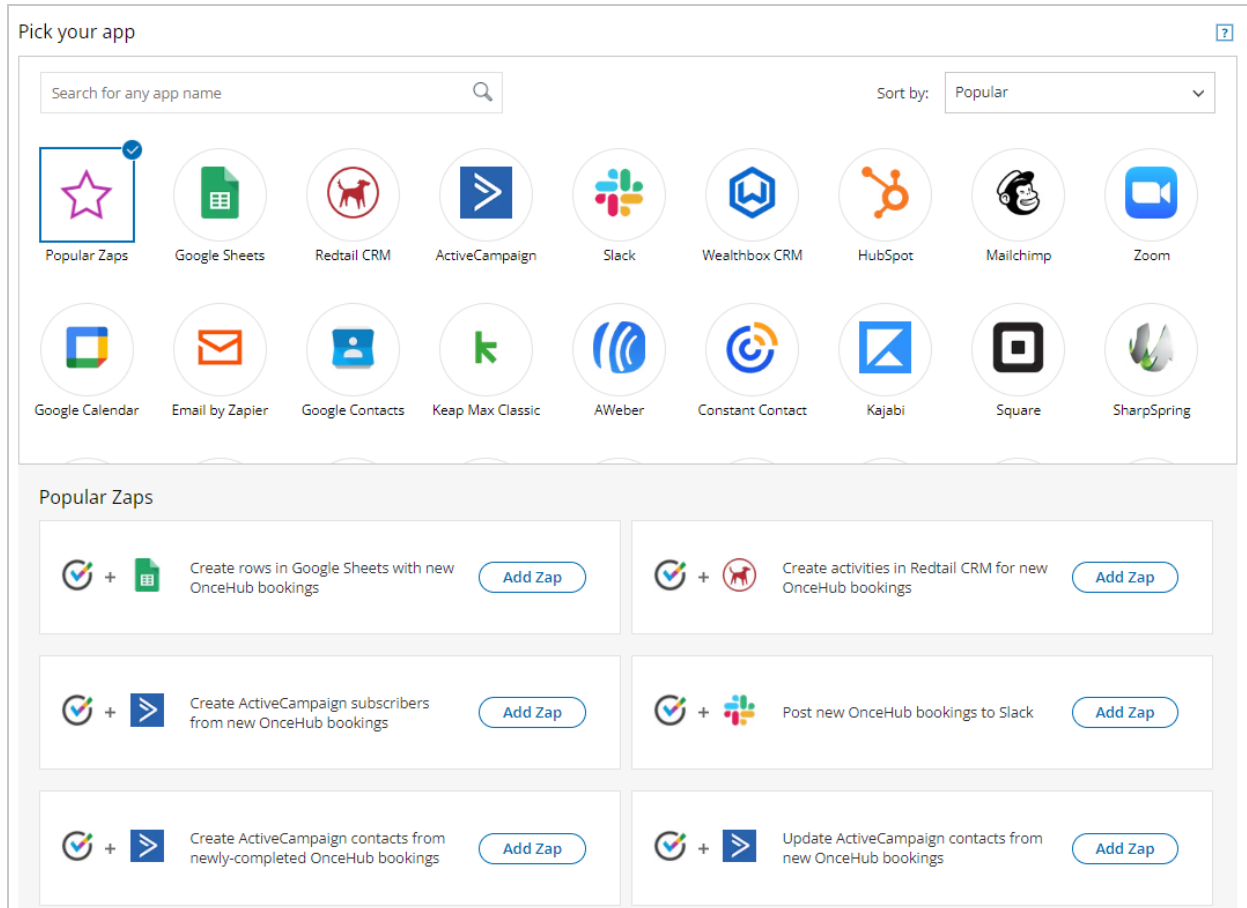 Pick your app
?
Search for any app name
Sort by:
Popular
Popular Zaps
Google Sheets
Redtail CRM
ActiveCampaign
Slack
Wealthbox CRM
HubSpot
Mailchimp
Zoom
Google Calendar
Email by Zapier
Google Contacts
Keap Max Classic
AWeber
Constant Contact
Kajabi
Square
SharpSpring
Popular Zaps
Create rows in Google Sheets with new
OnceHub bookings
Add Zap
Create activities in Redtail CRM for new
OnceHub bookings
Add Zap
Create ActiveCampaign subscribers
from new OnceHub bookings
Add Zap
Post new OnceHub bookings to Slack
Add Zap
Create ActiveCampaign contacts from
newly-completed OnceHub bookings
Add Zap
Update ActiveCampaign contacts from
new OnceHub bookings
Add Zap